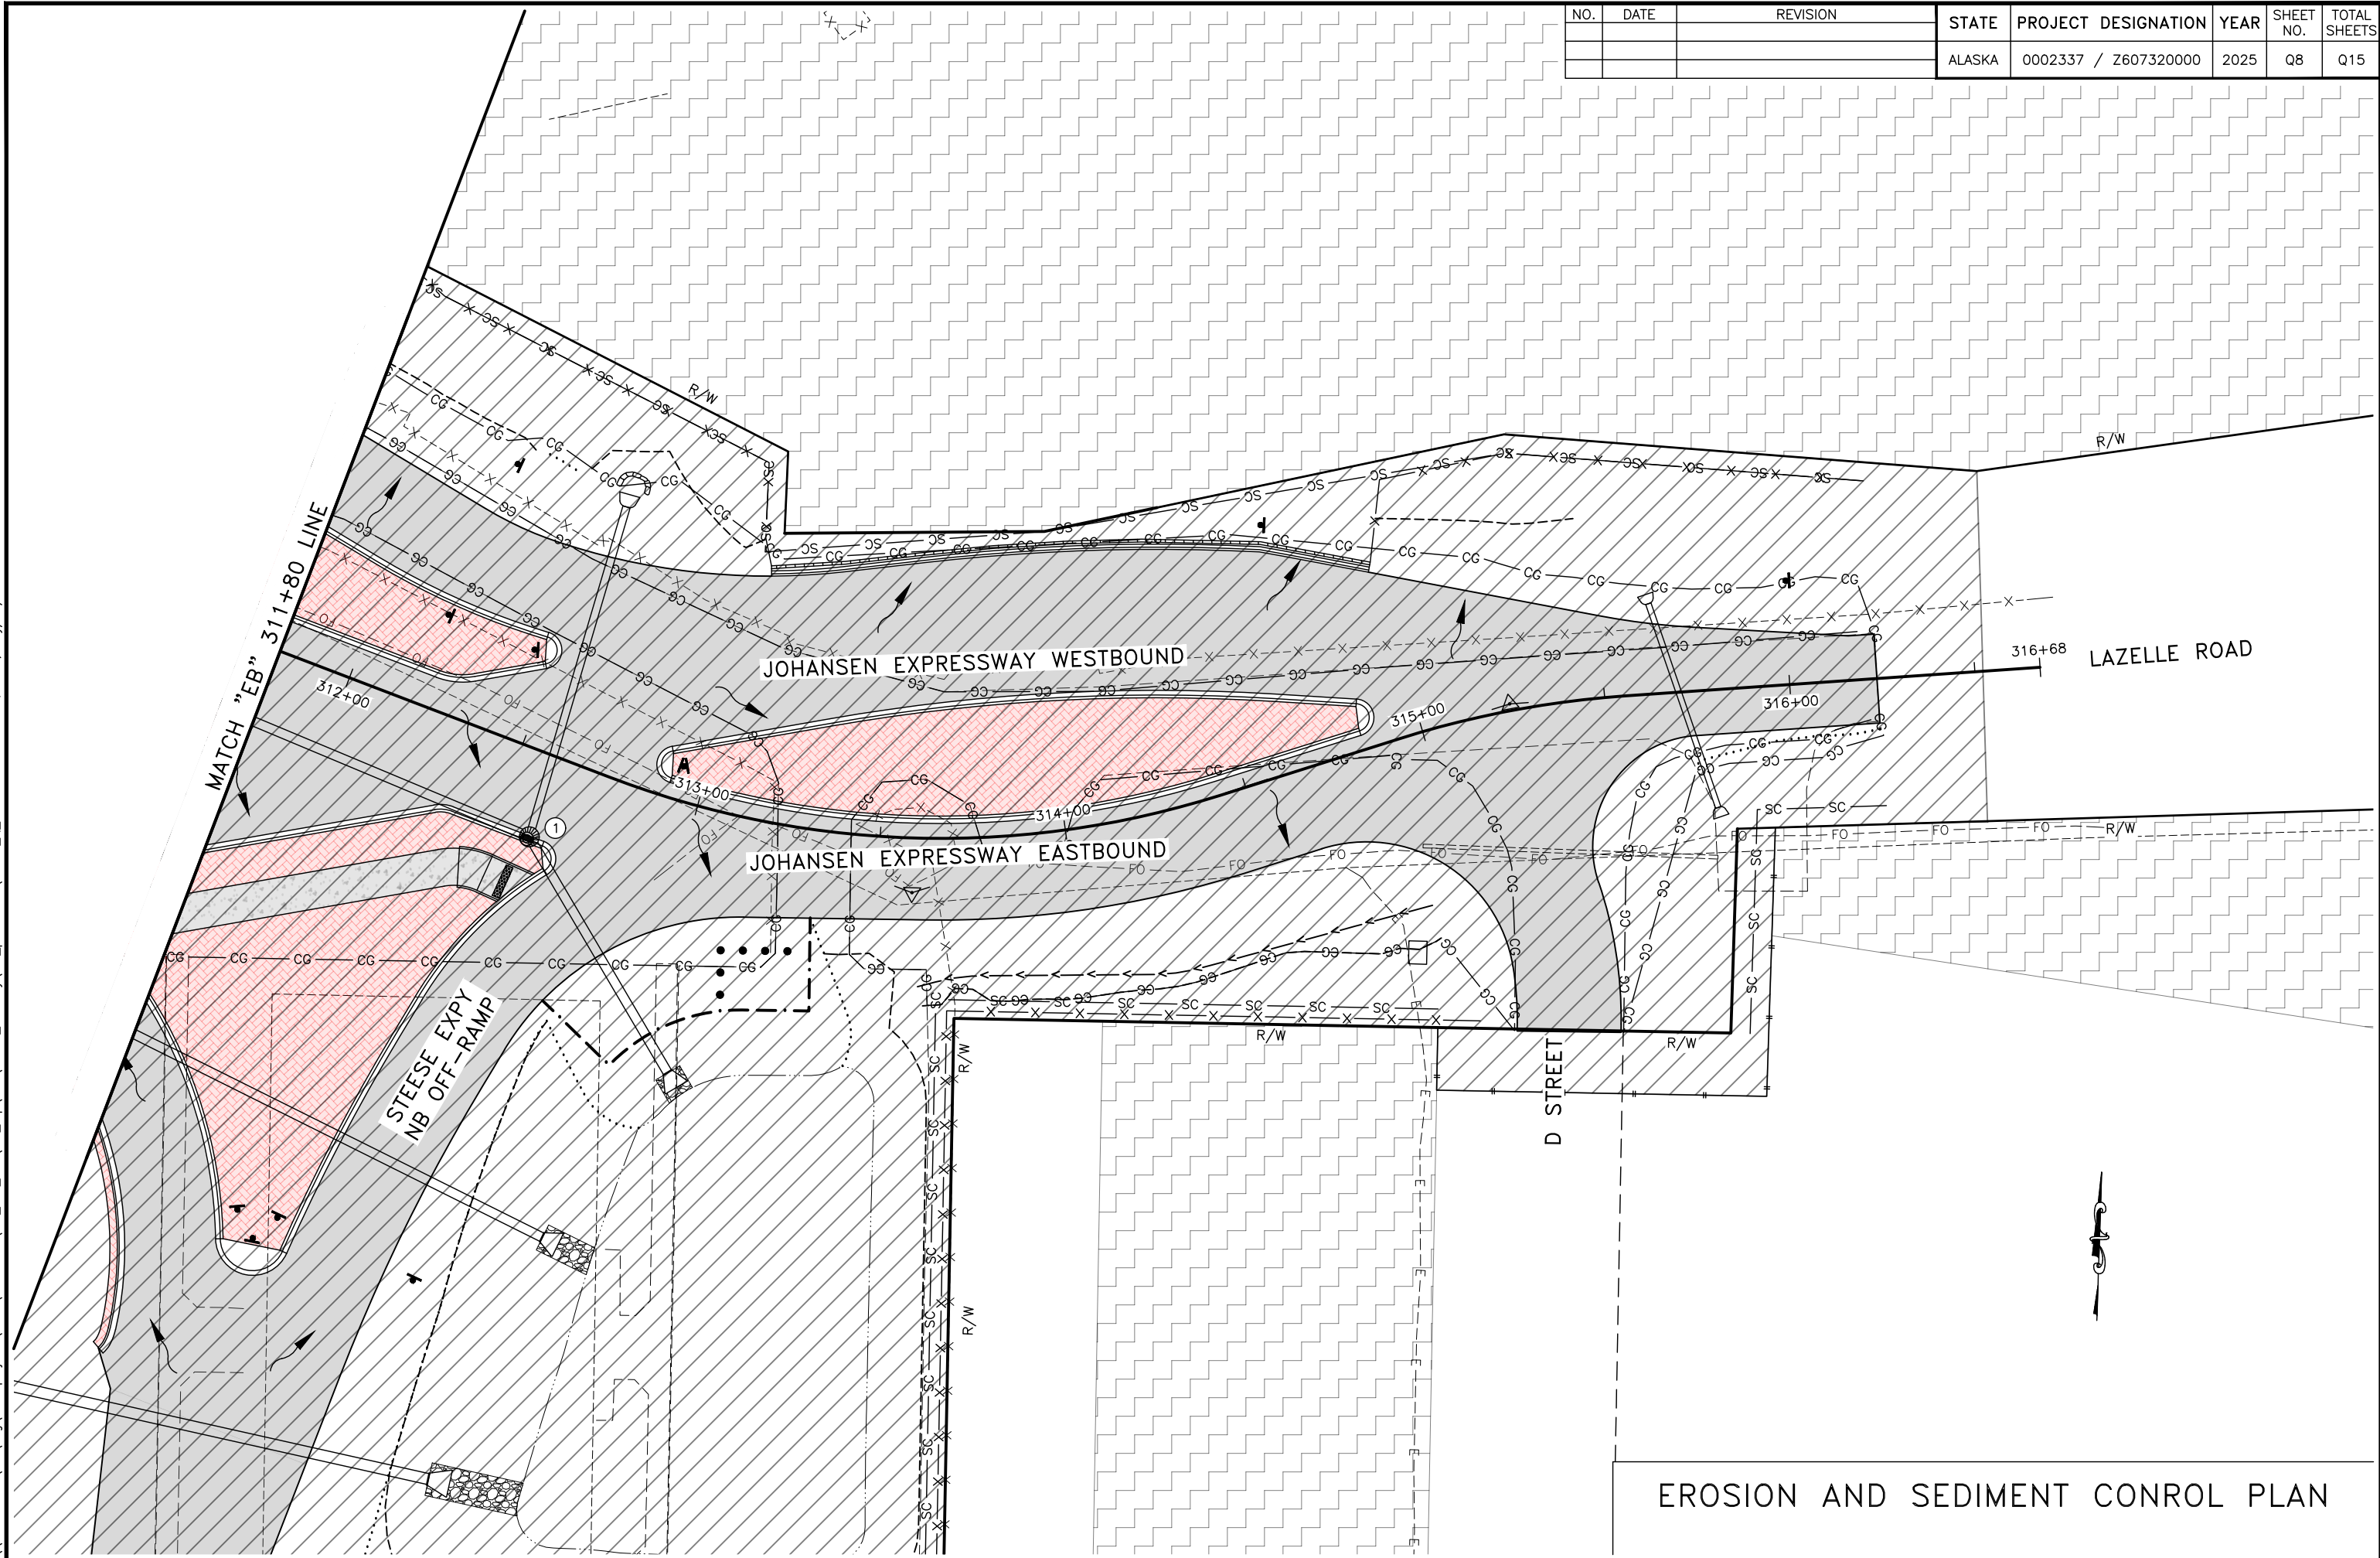 NO. DATE REVISION STATE PROJECT DESIGNATION YEAR SHEET NO. TOTAL SHEETS
ALASKA 0002337 / Z607320000 2025 Q8 Q15
R/W
R/W
MATCH "EB" 311+80 LINE
312+00
JOHANSEN EXPRESSWAY WESTBOUND
316+68
LAZELLE ROAD
315+00
316+00
313+00
314+00
1
JOHANSEN EXPRESSWAY EASTBOUND
R/W
STEESE EXPY
NB OFF-RAMP
R/W
R/W
R/W
D STREET
R/W
EROSION AND SEDIMENT CONROL PLAN